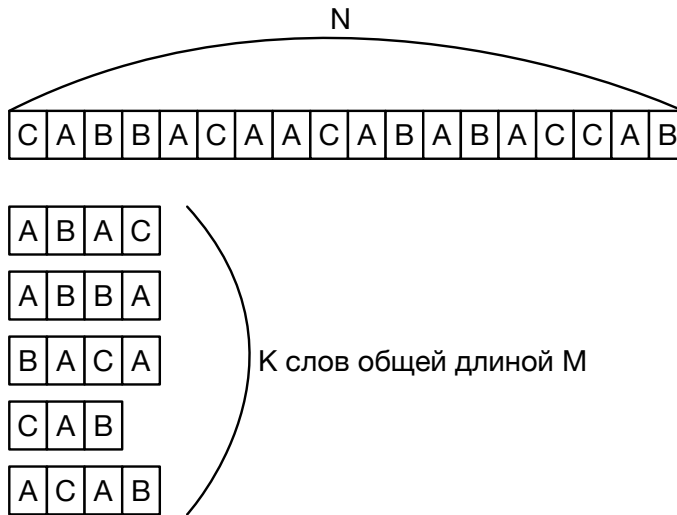 N
C A B B A C A A C A B A B A C C A B
A B A C
A B B A
B A C A
К слов общей длиной M
C A B
A C A B